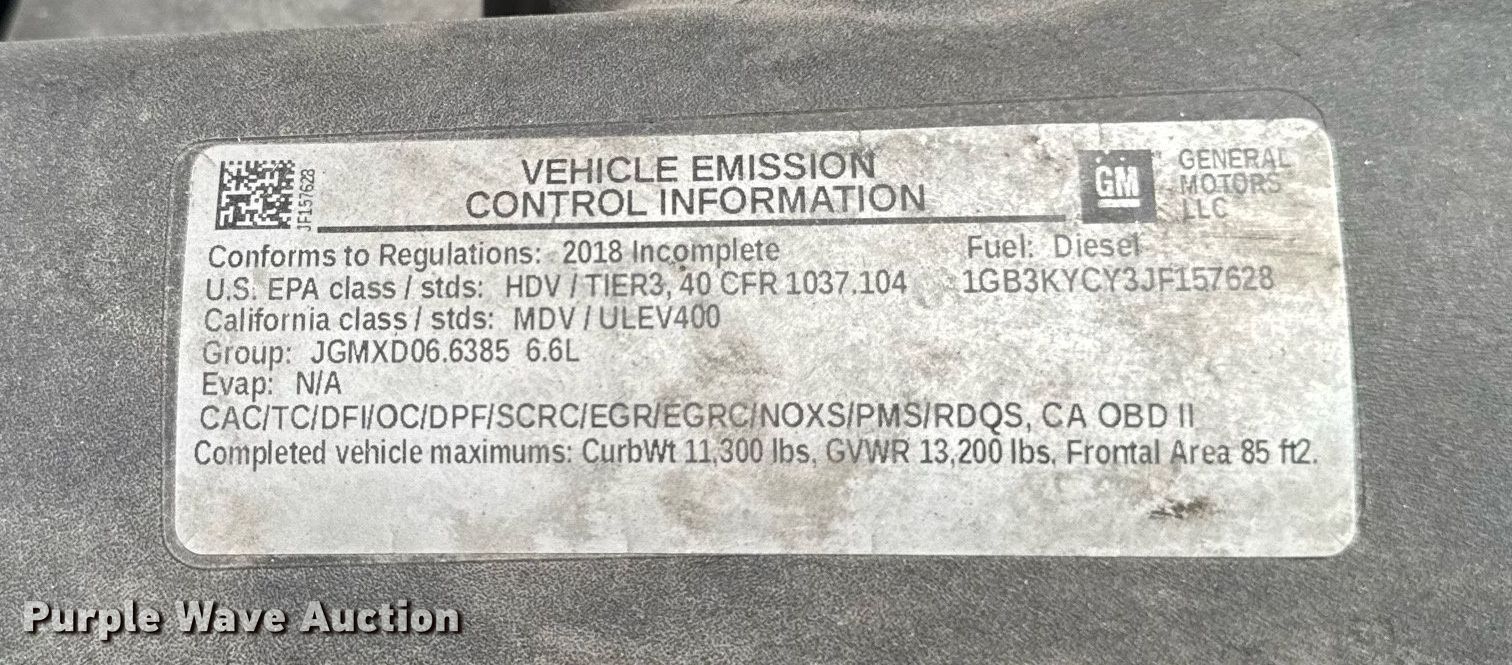 JF157628
VEHICLE EMISSION
CONTROL INFORMATION
GM
GENERAL
MOTORS
LLC
Conforms to Regulations: 2018 Incomplete
Fuel: Diesel
U.S. EPA class / stds: HDV / TIER3, 40 CFR 1037.104
1GB3KYCY3JF157628
California class / stds: MDV / ULEV400
Group: JGMXD06.6385 6.6L
Evap: N/A
CAC/TC/DFI/OC/DPF/SCRC/EGR/EGRC/NOXS/PMS/RDQS, CA OBD II
Completed vehicle maximums: CurbWt 11,300 lbs, GVWR 13,200 lbs, Frontal Area 85 ft2.
Purple Wave Auction